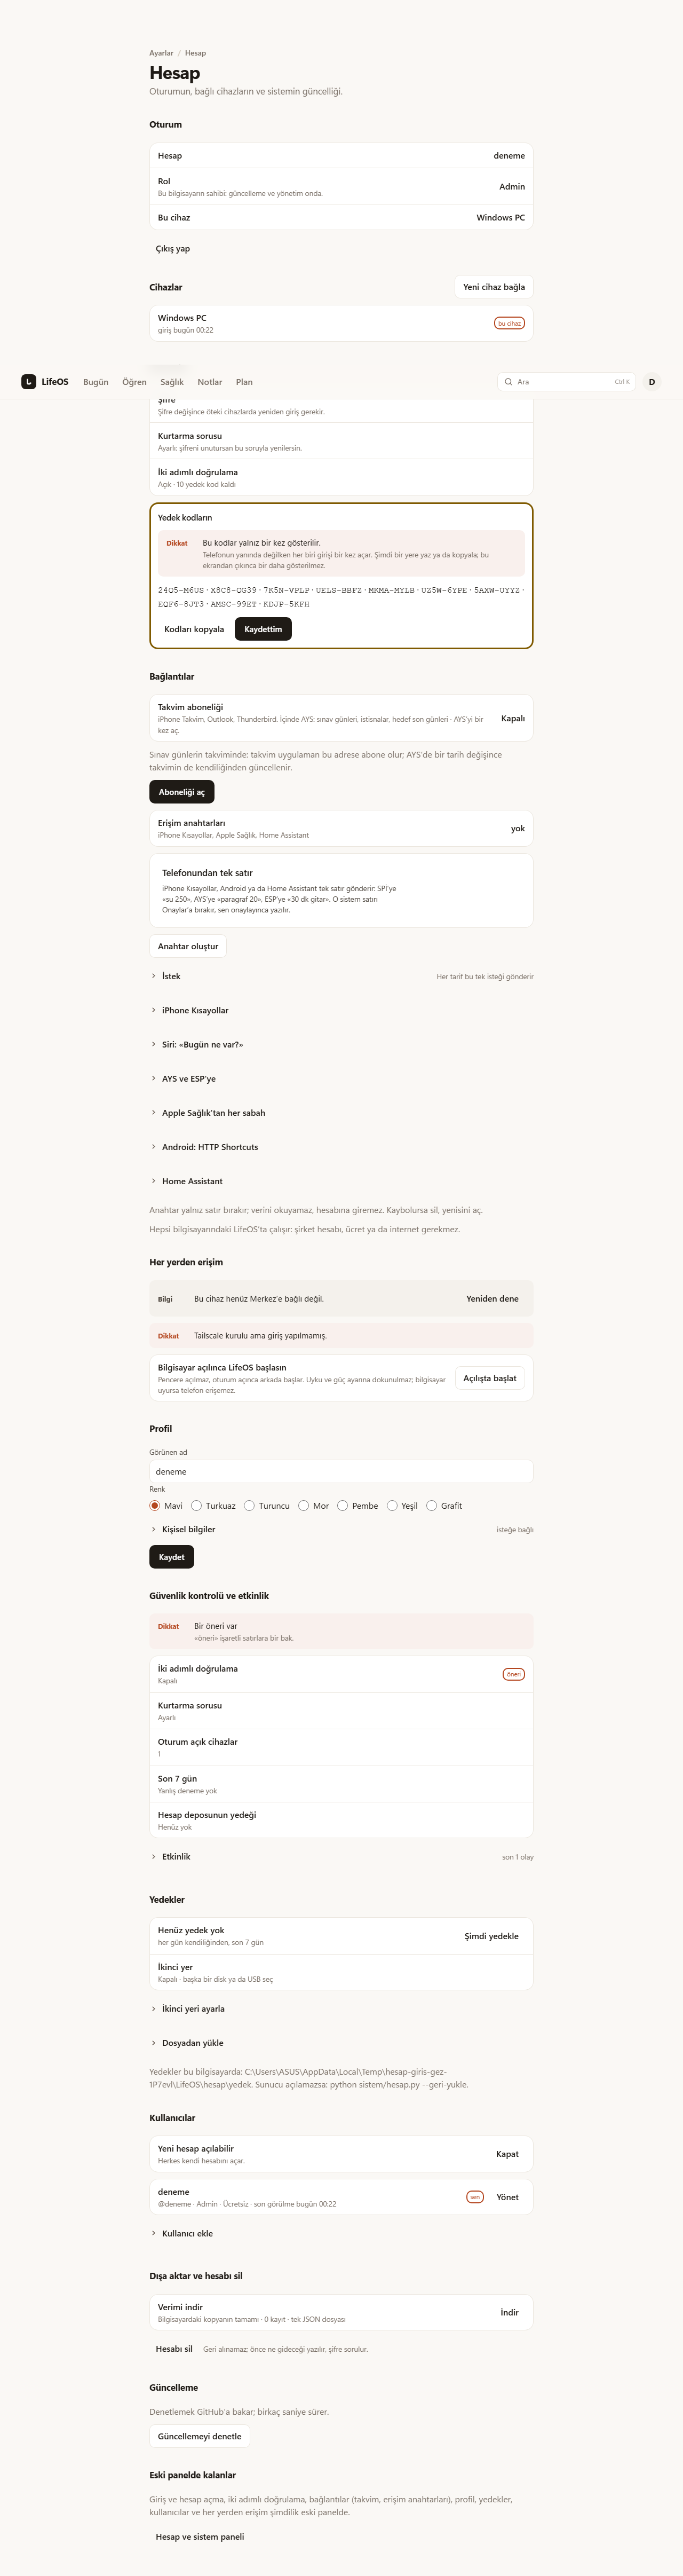 Ayarlar / Hesap
Hesap
Oturumun, bağlı cihazların ve sistemin güncelliği.
Oturum
Hesap deneme
Rol
Bu bilgisayarın sahibi: güncelleme ve yönetim onda.
Admin
Bu cihaz Windows PC
Çıkış yap
Cihazlar Yeni cihaz bağla
Windows PC
giriş bugün 00:22
bu cihaz
LifeOS Bugün Öğren Sağlık Notlar Plan Ara Ctrl K D
Şifre
Şifre değişince öteki cihazlarda yeniden giriş gerekir.
Kurtarma sorusu
Ayarlı: şifreni unutursan bu soruyla yenilersin.
İki adımlı doğrulama
Açık · 10 yedek kod kaldı
Yedek kodların
Dikkat Bu kodlar yalnız bir kez gösterilir.
Telefonun yanında değilken her biri girişi bir kez açar. Şimdi bir yere yaz ya da kopyala; bu
ekrandan çıkınca bir daha gösterilmez.
24Q5-M6US · X8C8-QG39 · 7K5N-VPLP · UELS-BBFZ · MKMA-MYLB · UZ5W-6YPE · 5AXW-UYYZ ·
EQF6-8JT3 · AMSC-99ET · KDJP-5KFH
Kodları kopyala Kaydettim
Bağlantılar
Takvim aboneliği
iPhone Takvim, Outlook, Thunderbird. İçinde AYS: sınav günleri, istisnalar, hedef son günleri · AYS'yi bir
kez aç.
Kapalı
Sınav günlerin takviminde: takvim uygulaman bu adrese abone olur; AYS'de bir tarih değişince
takvimin de kendiliğinden güncellenir.
Aboneliği aç
Erişim anahtarları
iPhone Kısayollar, Apple Sağlık, Home Assistant
yok
Telefonundan tek satır
iPhone Kısayollar, Android ya da Home Assistant tek satır gönderir: SPİ'ye
«su 250», AYS'ye «paragraf 20», ESP'ye «30 dk gitar». O sistem satırı
Onaylar'a bırakır, sen onaylayınca yazılır.
Anahtar oluştur
İstek Her tarif bu tek isteği gönderir
iPhone Kısayollar
Siri: «Bugün ne var?»
AYS ve ESP'ye
Apple Sağlık'tan her sabah
Android: HTTP Shortcuts
Home Assistant
Anahtar yalnız satır bırakır; verini okuyamaz, hesabına giremez. Kaybolursa sil, yenisini aç.
Hepsi bilgisayarındaki LifeOS'ta çalışır: şirket hesabı, ücret ya da internet gerekmez.
Her yerden erişim
Bilgi Bu cihaz henüz Merkez'e bağlı değil. Yeniden dene
Dikkat Tailscale kurulu ama giriş yapılmamış.
Bilgisayar açılınca LifeOS başlasın
Pencere açılmaz, oturum açınca arkada başlar. Uyku ve güç ayarına dokunulmaz; bilgisayar
uyursa telefon erişemez.
Açılışta başlat
Profil
Görünen ad
deneme
Renk
Mavi Turkuaz Turuncu Mor Pembe Yeşil Grafit
Kişisel bilgiler isteğe bağlı
Kaydet
Güvenlik kontrolü ve etkinlik
Dikkat Bir öneri var
«öneri» işaretli satırlara bir bak.
İki adımlı doğrulama
Kapalı
öneri
Kurtarma sorusu
Ayarlı
Oturum açık cihazlar
1
Son 7 gün
Yanlış deneme yok
Hesap deposunun yedeği
Henüz yok
Etkinlik son 1 olay
Yedekler
Henüz yedek yok
her gün kendiliğinden, son 7 gün
Şimdi yedekle
İkinci yer
Kapalı · başka bir disk ya da USB seç
İkinci yeri ayarla
Dosyadan yükle
Yedekler bu bilgisayarda: C:\Users\ASUS\AppData\Local\Temp\hesap-giris-gez-
1P7evl\LifeOS\hesap\yedek. Sunucu açılamazsa: python sistem/hesap.py --geri-yukle.
Kullanıcılar
Yeni hesap açılabilir
Herkes kendi hesabını açar.
Kapat
deneme
@deneme · Admin · Ücretsiz · son görülme bugün 00:22
sen Yönet
Kullanıcı ekle
Dışa aktar ve hesabı sil
Verimi indir
Bilgisayardaki kopyanın tamamı · 0 kayıt · tek JSON dosyası
İndir
Hesabı sil Geri alınamaz; önce ne gideceği yazılır, şifre sorulur.
Güncelleme
Denetlemek GitHub'a bakar; birkaç saniye sürer.
Güncellemeyi denetle
Eski panelde kalanlar
Giriş ve hesap açma, iki adımlı doğrulama, bağlantılar (takvim, erişim anahtarları), profil, yedekler,
kullanıcılar ve her yerden erişim şimdilik eski panelde.
Hesap ve sistem paneli